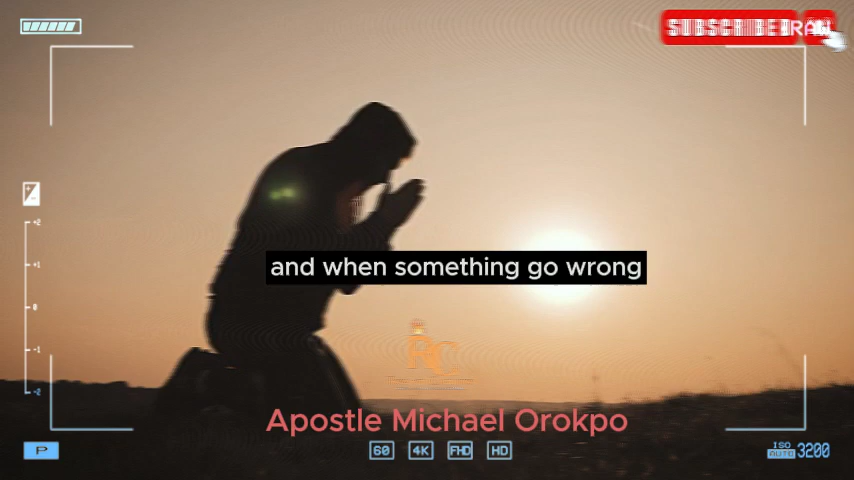 SUBSCRIBE
and when something go wrong
RC
Apostle Michael Orokpo
+2
+1
0
-1
-2
P
60 4K FHD HD
ISO AUTO 3200